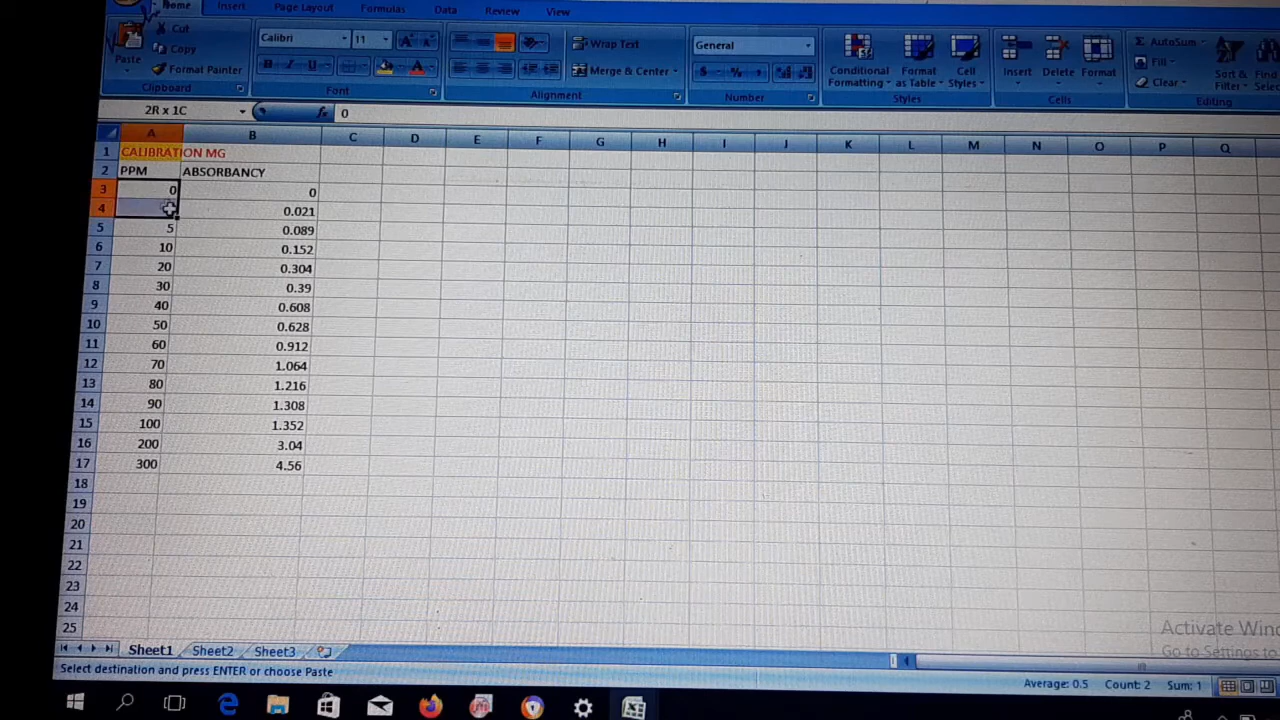 Home Insert Page Layout Formulas Data Review View
Cut
Copy
Format Painter
Paste
Calibri 11
B I U
Wrap Text
Merge & Center
General
$ %
Conditional Formatting
Format as Table
Cell Styles
Insert
Delete
Format
Σ AutoSum
Fill
Clear
Sort & Filter
Clipboard Font Alignment Number Styles Cells Editing
2R x 1C fx 0
A B C D E F G H I J K L M N O P Q
1 CALIBRATION MG
2 PPM ABSORBANCY
3 0 0
4 0.021
5 5 0.089
6 10 0.152
7 20 0.304
8 30 0.39
9 40 0.608
10 50 0.628
11 60 0.912
12 70 1.064
13 80 1.216
14 90 1.308
15 100 1.352
16 200 3.04
17 300 4.56
18
19
20
21
22
23
24
25
Activate Win
Go to Settings to
Sheet1 Sheet2 Sheet3
Select destination and press ENTER or choose Paste
Average: 0.5 Count: 2 Sum: 1